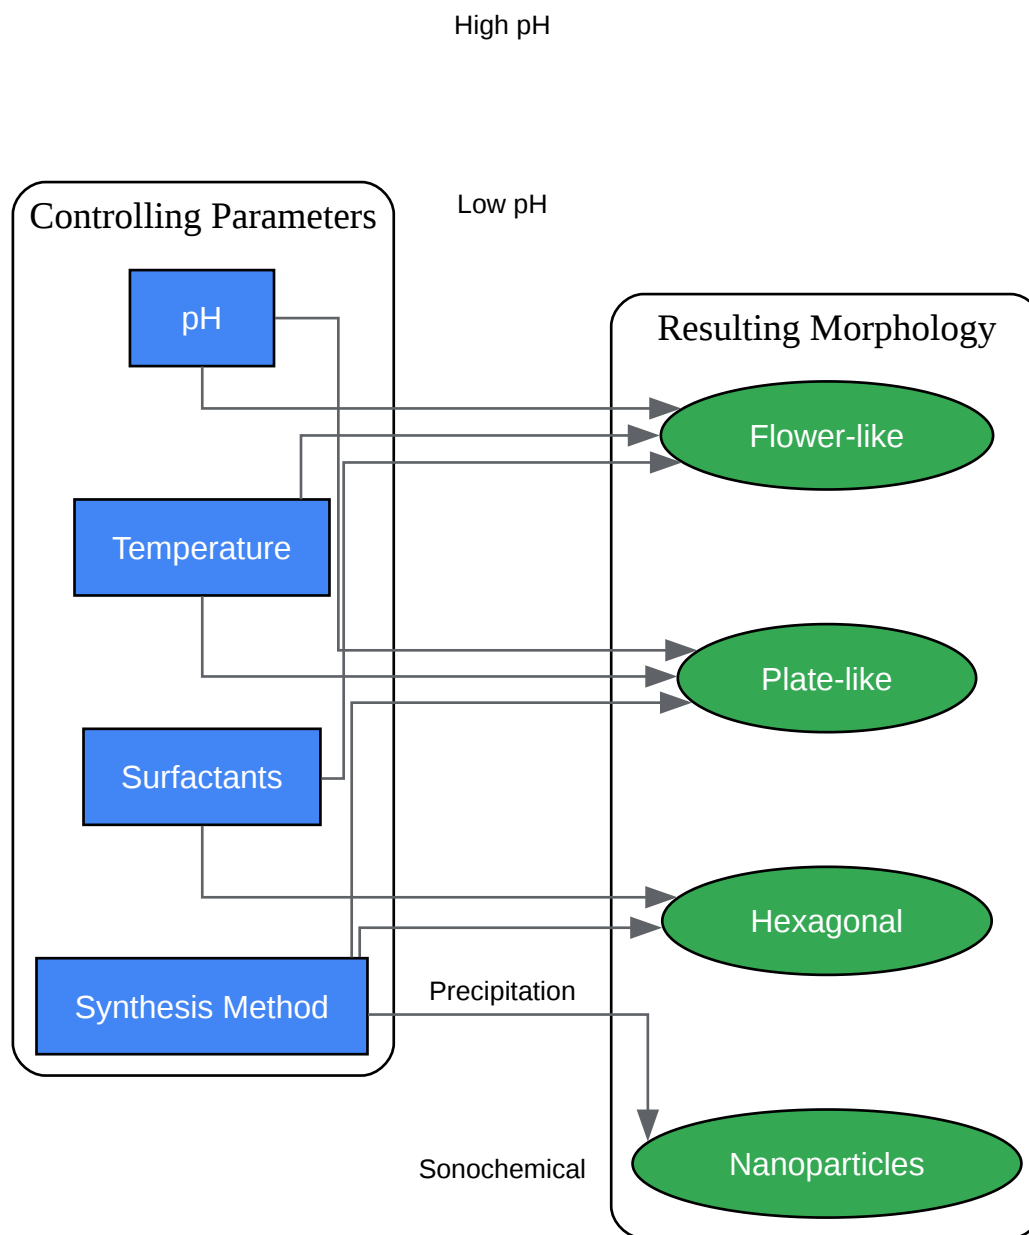 High pH
Low pH
Controlling Parameters
pH
Temperature
Surfactants
Synthesis Method
Precipitation
Sonochemical
Resulting Morphology
Flower-like
Plate-like
Hexagonal
Nanoparticles